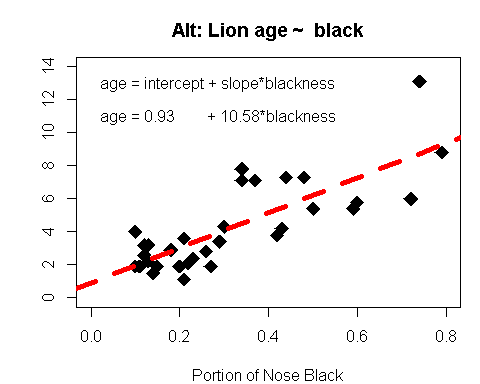 Alt: Lion age ~ black
age = intercept + slope*blackness
age = 0.93 + 10.58*blackness
14
12
10
8
6
4
2
0
0.0 0.2 0.4 0.6 0.8
Portion of Nose Black